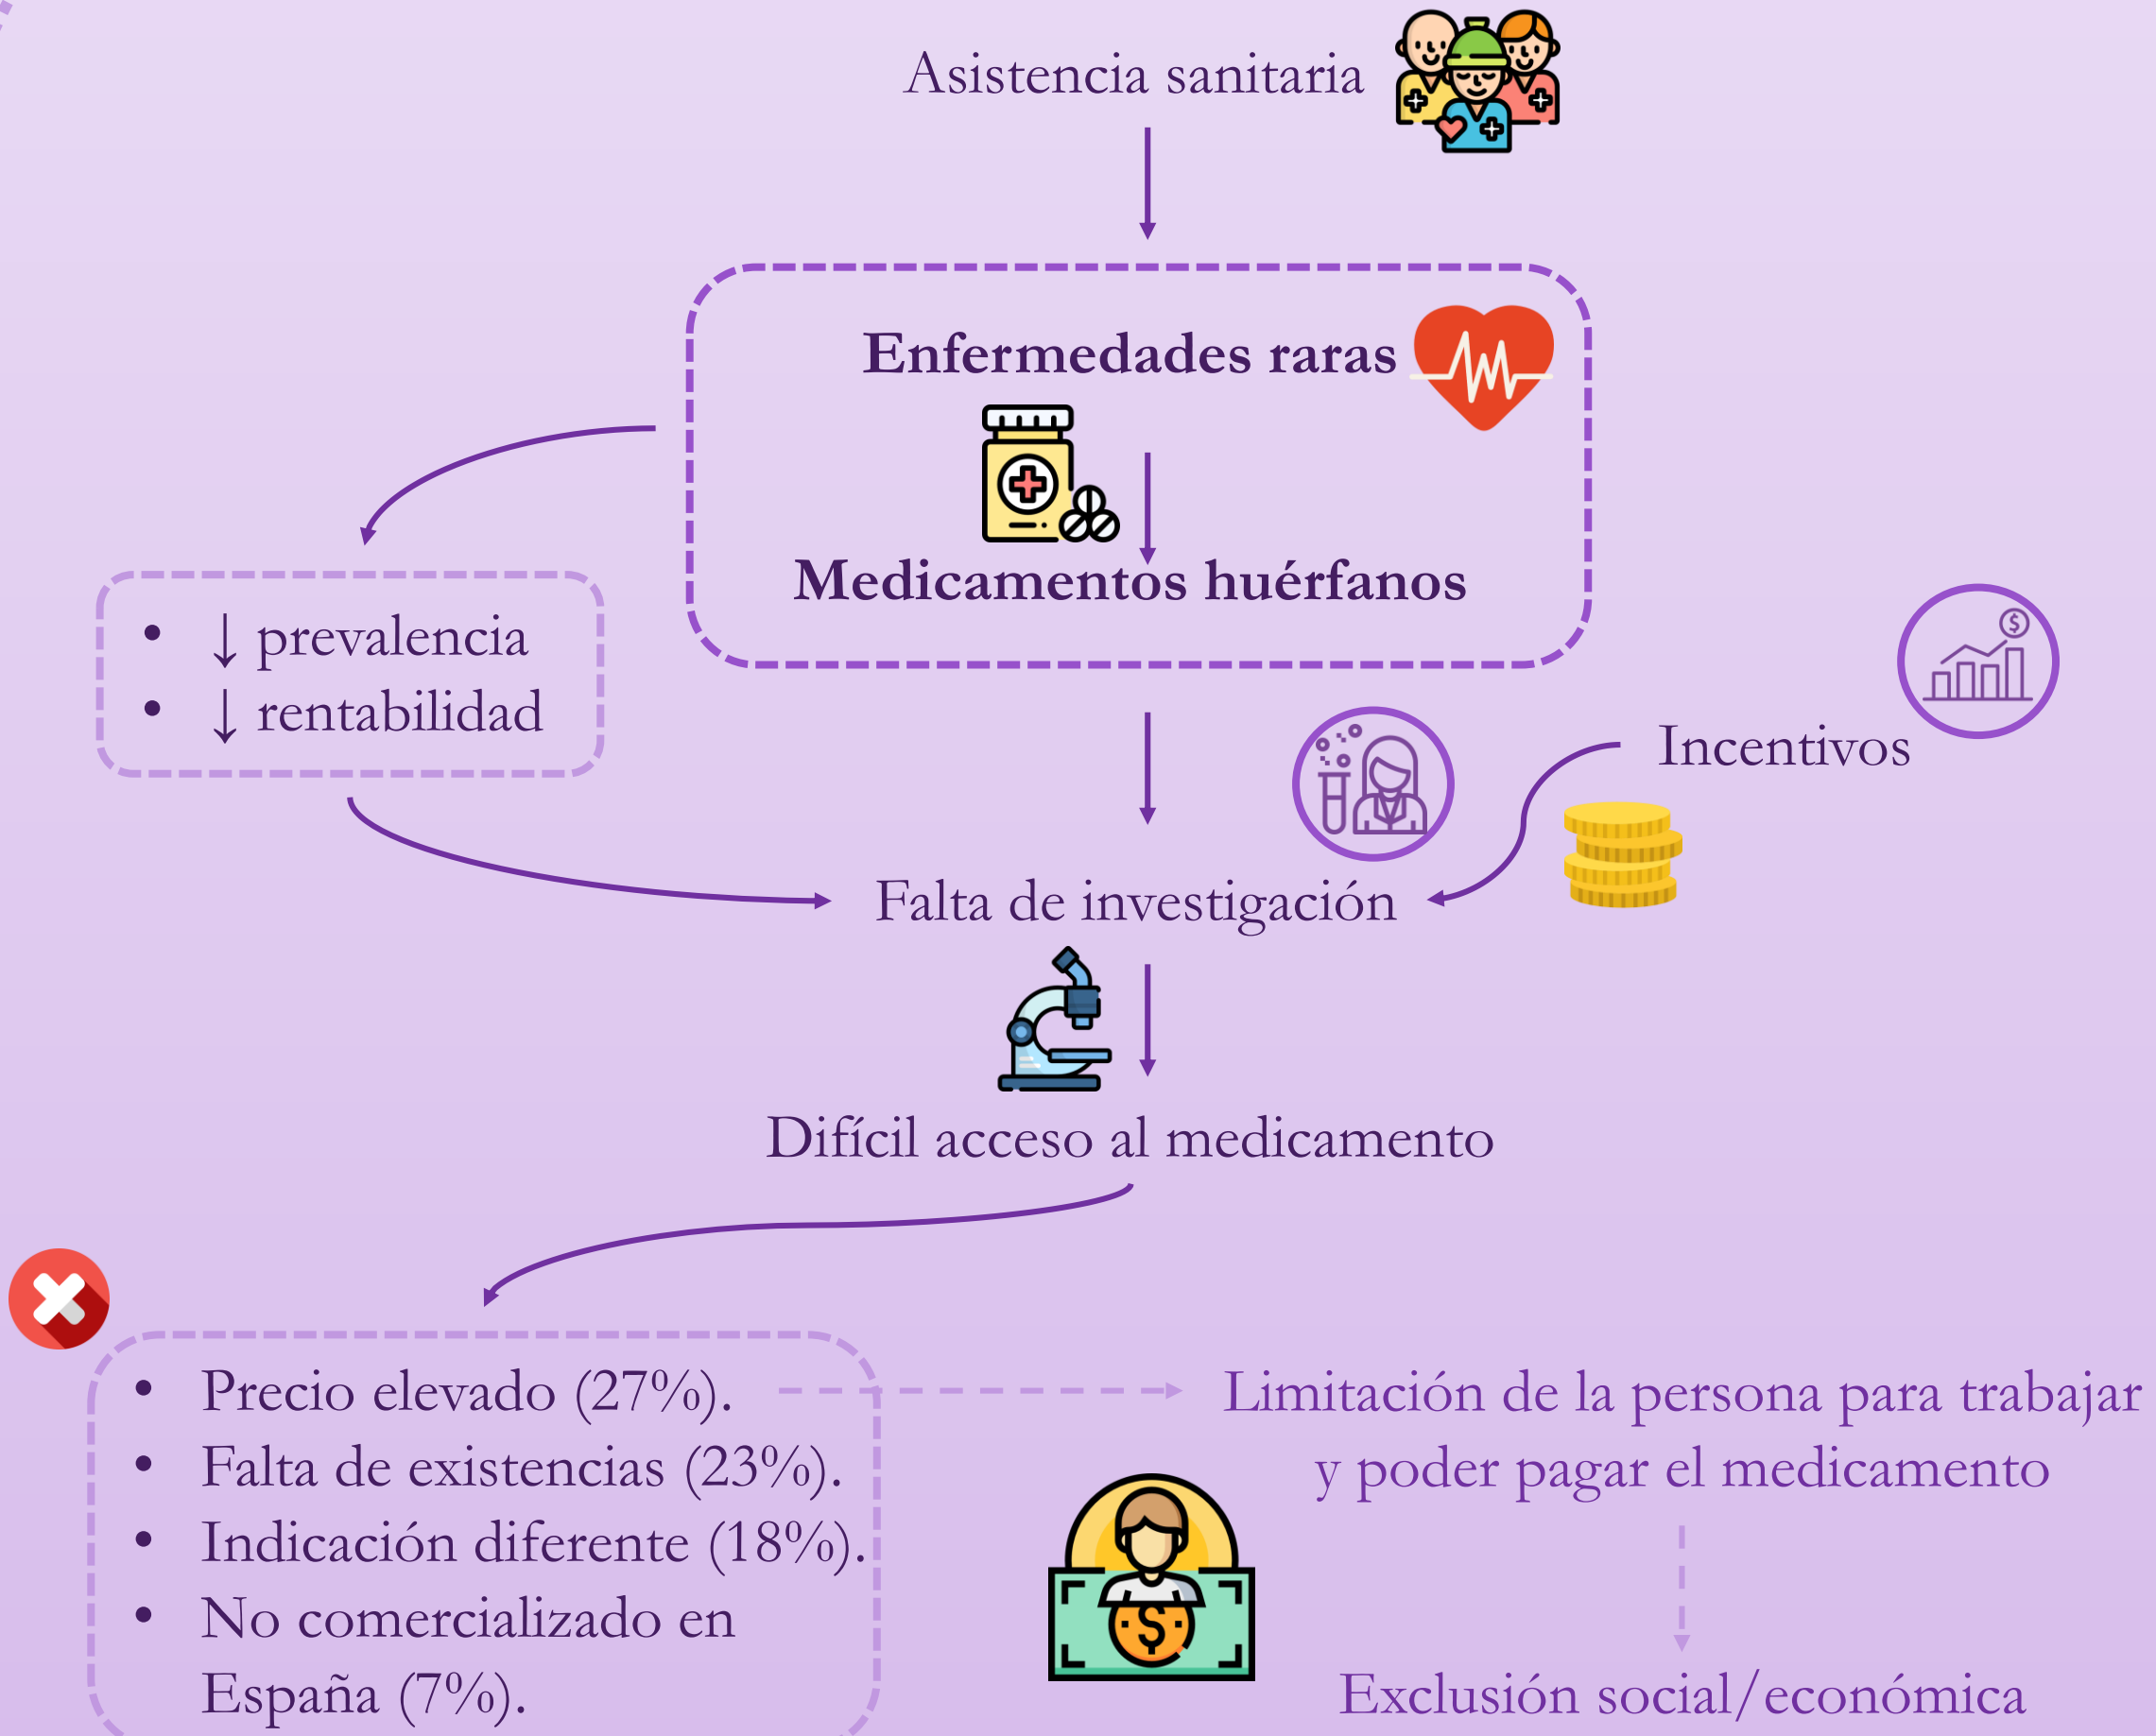 Asistencia sanitaria
Enfermedades raras
Medicamentos huérfanos
• ↓ prevalencia
• ↓ rentabilidad
Incentivos
Falta de investigación
Difícil acceso al medicamento
• Precio elevado (27%).
• Falta de existencias (23%).
• Indicación diferente (18%).
• No comercializado en
España (7%).
Limitación de la persona para trabajar
y poder pagar el medicamento
Exclusión social/económica